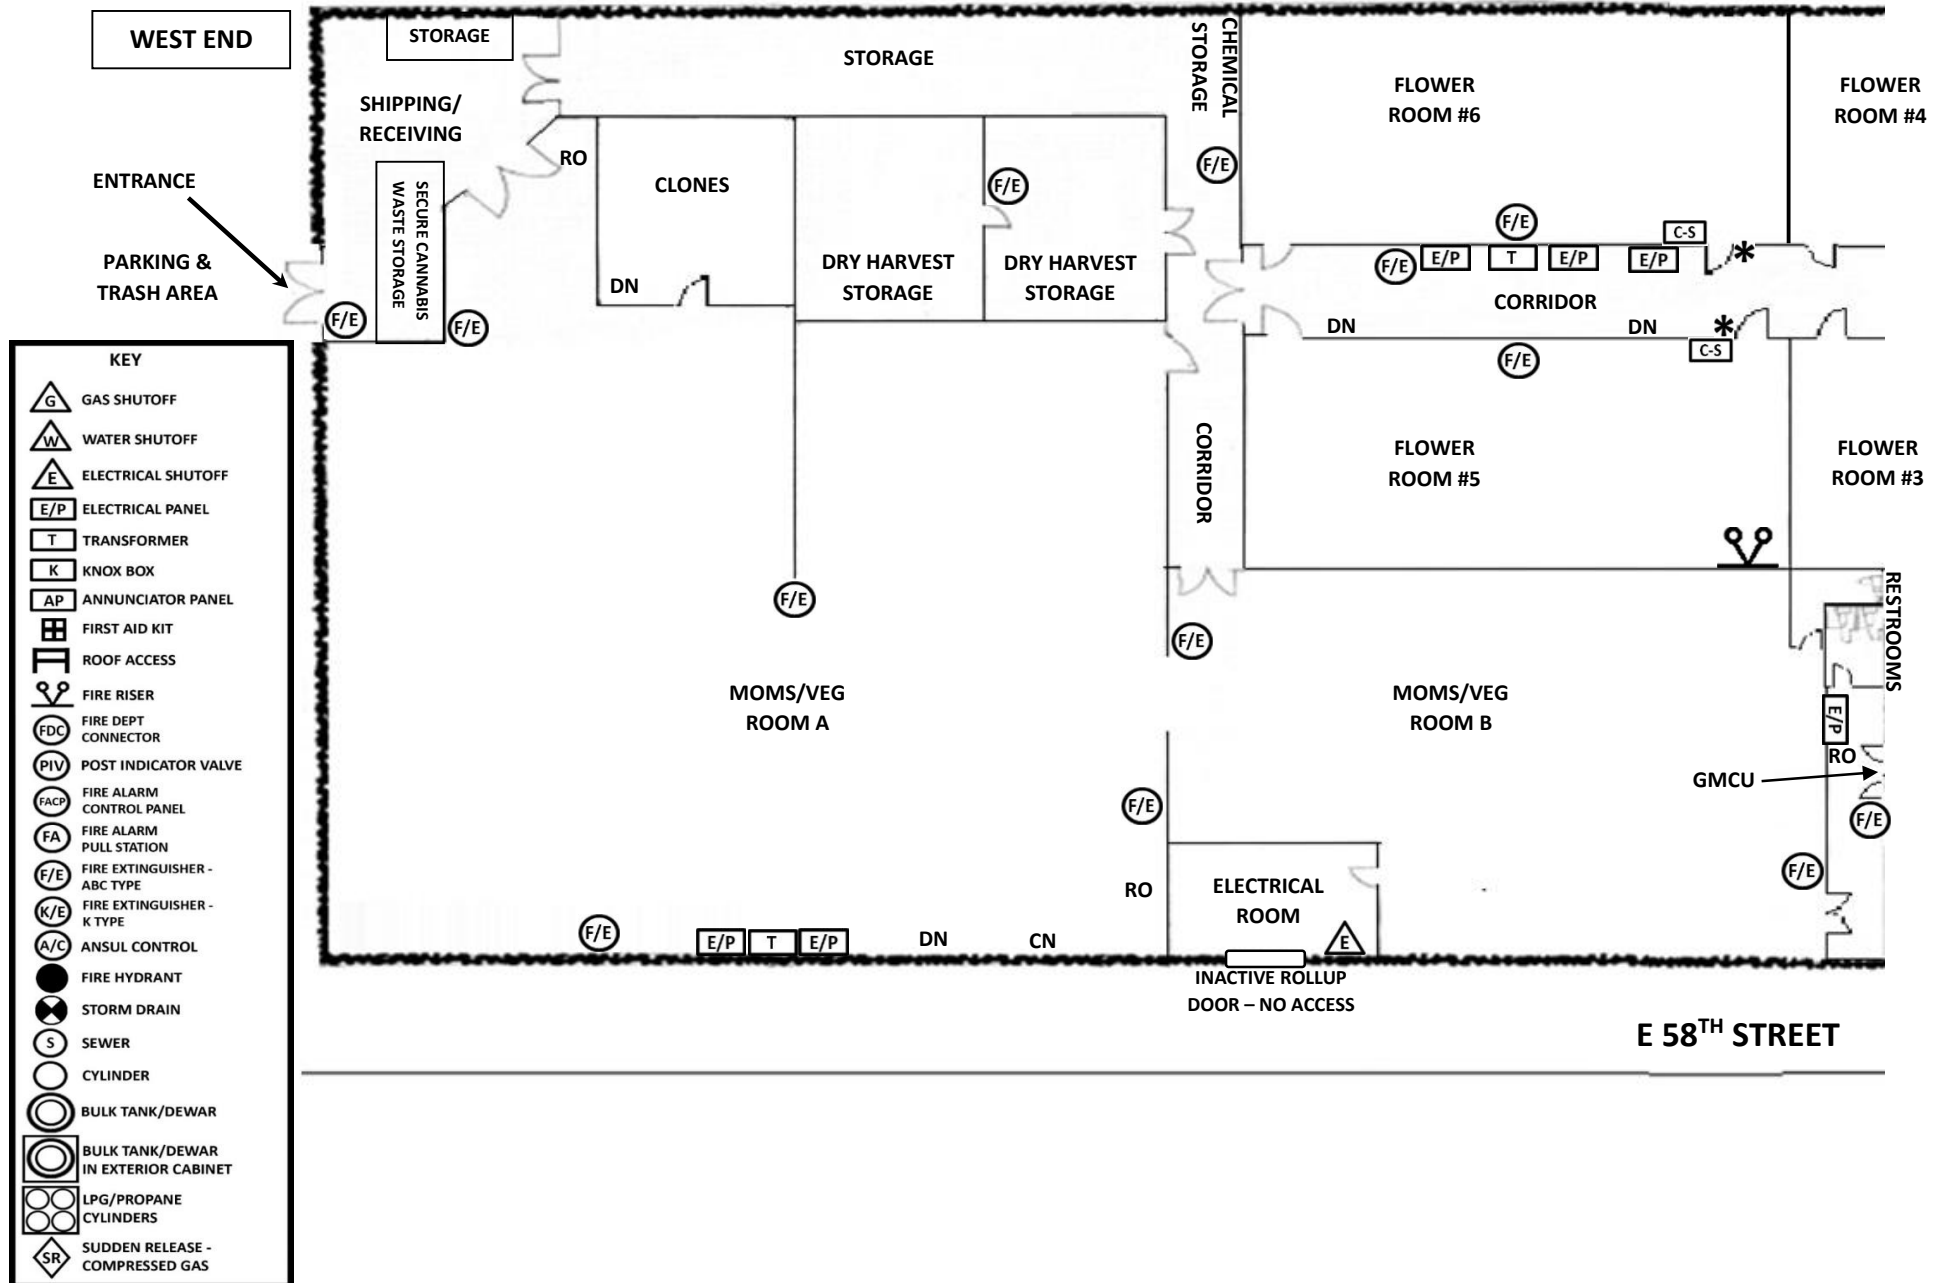 WEST END
STORAGE
SHIPPING/
RECEIVING
STORAGE
CHEMICAL
STORAGE
FLOWER
ROOM #6
FLOWER
ROOM #4
ENTRANCE
PARKING &
TRASH AREA
SECURE CANNABIS
WASTE STORAGE
RO
CLONES
DN
DRY HARVEST
STORAGE
DRY HARVEST
STORAGE
F/E
F/E
F/E
F/E
F/E
F/E
E/P
T
E/P
E/P
C-S
*
CORRIDOR
DN
DN
*
C-S
F/E
CORRIDOR
FLOWER
ROOM #5
FLOWER
ROOM #3
F/E
F/E
MOMS/VEG
ROOM A
MOMS/VEG
ROOM B
RESTROOMS
E/P
RO
GMCU
F/E
F/E
F/E
RO
ELECTRICAL
ROOM
E
F/E
E/P
T
E/P
DN
CN
INACTIVE ROLLUP
DOOR – NO ACCESS
E 58TH STREET
KEY
G GAS SHUTOFF
W WATER SHUTOFF
E ELECTRICAL SHUTOFF
E/P ELECTRICAL PANEL
T TRANSFORMER
K KNOX BOX
AP ANNUNCIATOR PANEL
FIRST AID KIT
ROOF ACCESS
FIRE RISER
FDC FIRE DEPT
CONNECTOR
PIV POST INDICATOR VALVE
FACP FIRE ALARM
CONTROL PANEL
FA FIRE ALARM
PULL STATION
F/E FIRE EXTINGUISHER -
ABC TYPE
K/E FIRE EXTINGUISHER -
K TYPE
A/C ANSUL CONTROL
FIRE HYDRANT
STORM DRAIN
S SEWER
CYLINDER
BULK TANK/DEWAR
BULK TANK/DEWAR
IN EXTERIOR CABINET
LPG/PROPANE
CYLINDERS
SR SUDDEN RELEASE -
COMPRESSED GAS